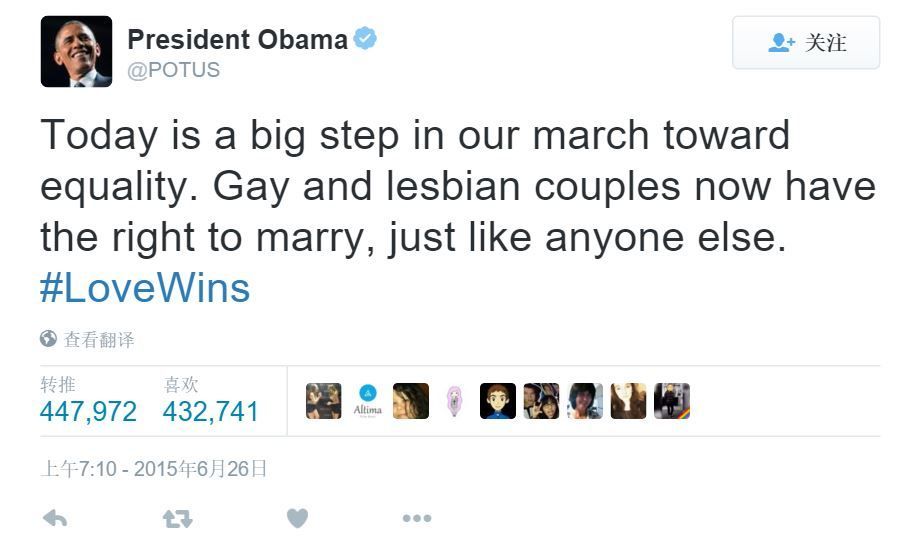 President Obama
@POTUS
关注
Today is a big step in our march toward
equality. Gay and lesbian couples now have
the right to marry, just like anyone else.
#LoveWins
查看翻译
转推 喜欢
447,972 432,741
Altima
上午7:10 - 2015年6月26日